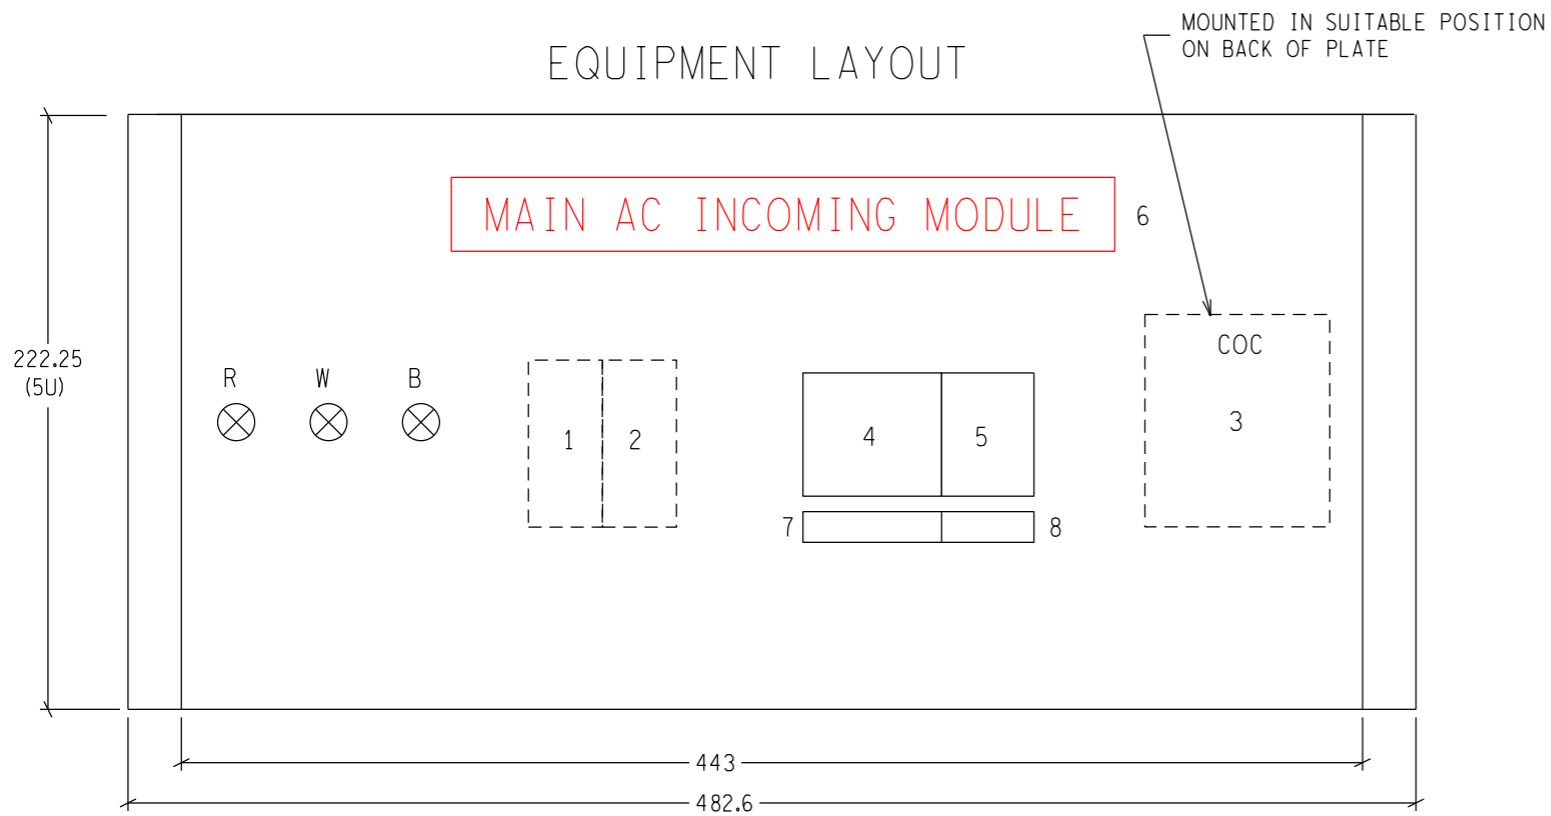 MOUNTED IN SUITABLE POSITION
ON BACK OF PLATE
EQUIPMENT LAYOUT
MAIN AC INCOMING MODULE
6
222.25
(5U)
R W B
1 2
4 5
COC
3
7 8
443
482.6